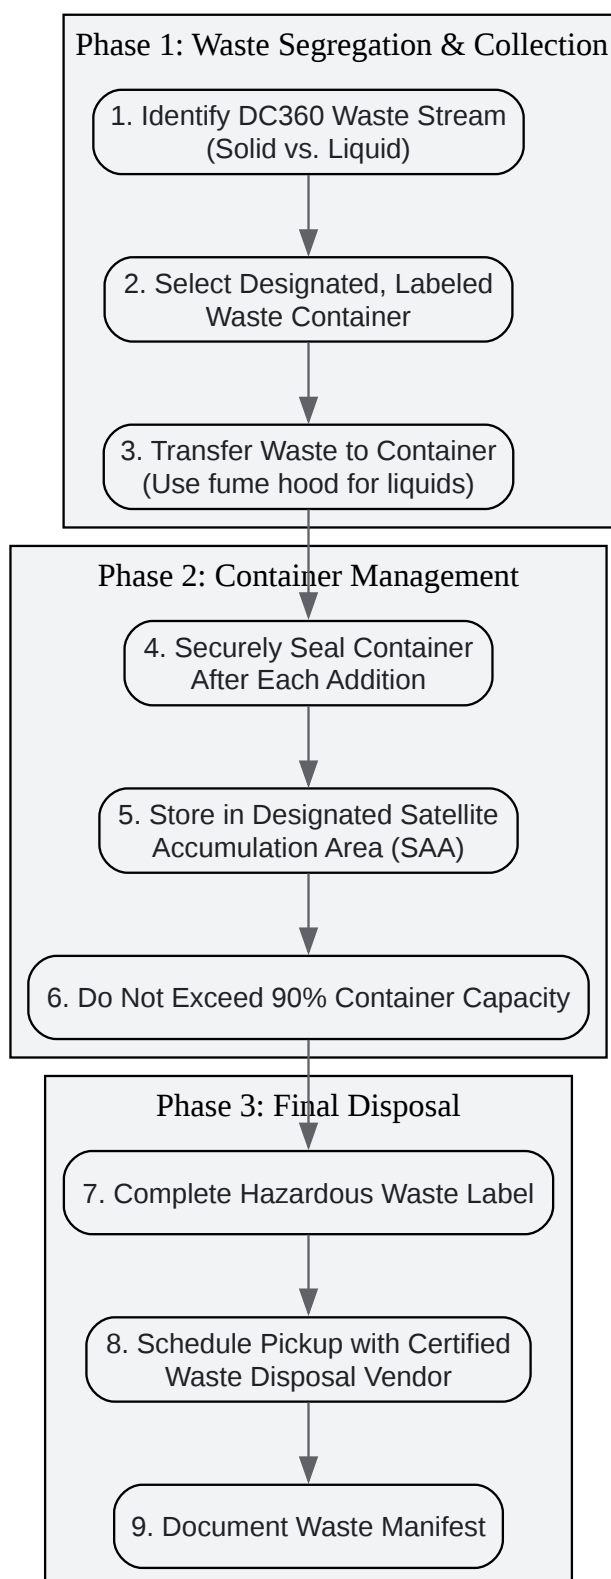 Phase 1: Waste Segregation & Collection
1. Identify DC360 Waste Stream
(Solid vs. Liquid)
2. Select Designated, Labeled
Waste Container
3. Transfer Waste to Container
(Use fume hood for liquids)
Phase 2: Container Management
4. Securely Seal Container
After Each Addition
5. Store in Designated Satellite
Accumulation Area (SAA)
6. Do Not Exceed 90% Container Capacity
Phase 3: Final Disposal
7. Complete Hazardous Waste Label
8. Schedule Pickup with Certified
Waste Disposal Vendor
9. Document Waste Manifest